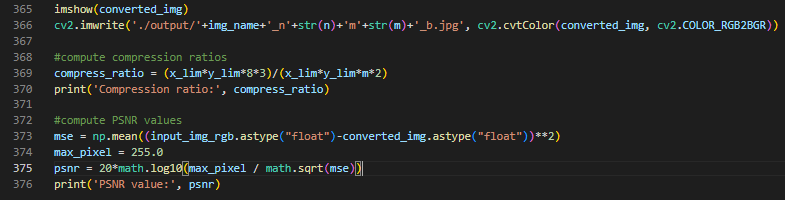 365 imshow(converted_img)
366 cv2.imwrite('./output/'+img_name+'_n'+str(n)+'m'+str(m)+'_b.jpg', cv2.cvtColor(converted_img, cv2.COLOR_RGB2BGR))
367
368 #compute compression ratios
369 compress_ratio = (x_lim*y_lim*8*3)/(x_lim*y_lim*m*2)
370 print('Compression ratio:', compress_ratio)
371
372 #compute PSNR values
373 mse = np.mean((input_img_rgb.astype("float")-converted_img.astype("float"))**2)
374 max_pixel = 255.0
375 psnr = 20*math.log10(max_pixel / math.sqrt(mse))
376 print('PSNR value:', psnr)